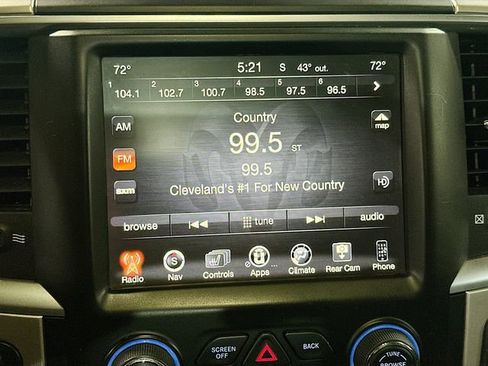 72° 5:21 S 43° out. 72°
1 104.1 2 102.7 3 100.7 4 98.5 5 97.5 6 96.5
AM Country map
99.5 ST
FM 99.5
sxm Cleveland's #1 For New Country HD
browse tune audio
Radio Nav Controls Apps ... Climate Rear Cam Phone
SCREEN OFF BACK
TUNE
BROWSE